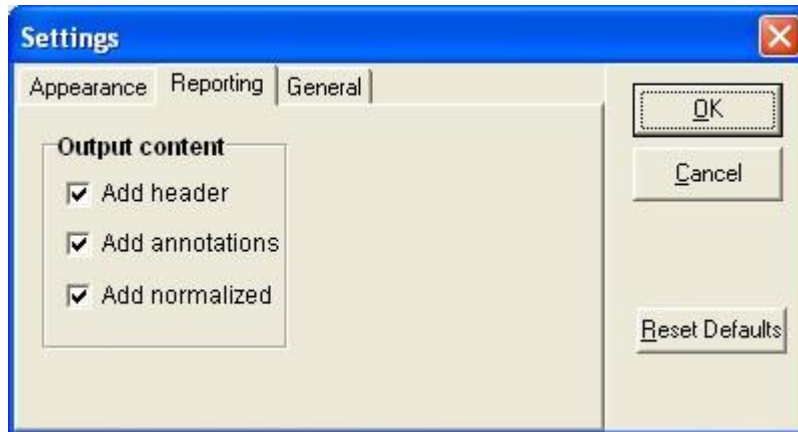 Settings
Appearance Reporting General
Output content
Add header
Add annotations
Add normalized
OK
Cancel
Reset Defaults